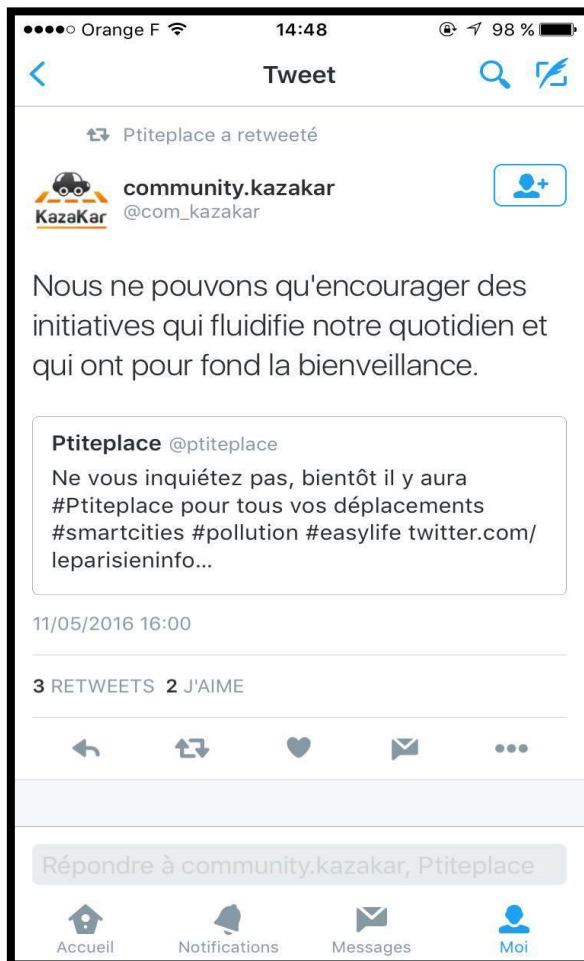 Orange F 14:48 98 %
Tweet
Ptiteplace a retweeté
community.kazakar
KazaKar @com_kazakar
Nous ne pouvons qu'encourager des
initiatives qui fluidifie notre quotidien et
qui ont pour fond la bienveillance.
Ptiteplace @ptiteplace
Ne vous inquiétez pas, bientôt il y aura
#Ptiteplace pour tous vos déplacements
#smartcities #pollution #easylife twitter.com/
leparisieninfo...
11/05/2016 16:00
3 RETWEETS 2 J'AIME
Répondre à community.kazakar, Ptiteplace
Accueil Notifications Messages Moi